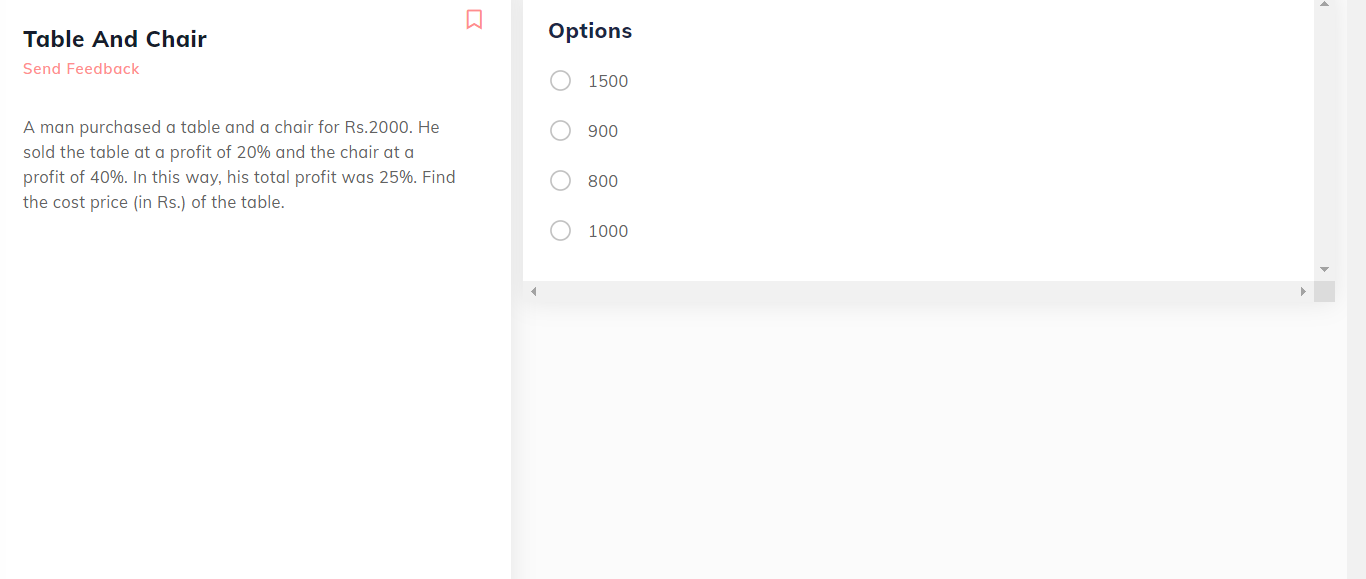 Table And Chair
Send Feedback
A man purchased a table and a chair for Rs.2000. He
sold the table at a profit of 20% and the chair at a
profit of 40%. In this way, his total profit was 25%. Find
the cost price (in Rs.) of the table.
Options
1500
900
800
1000